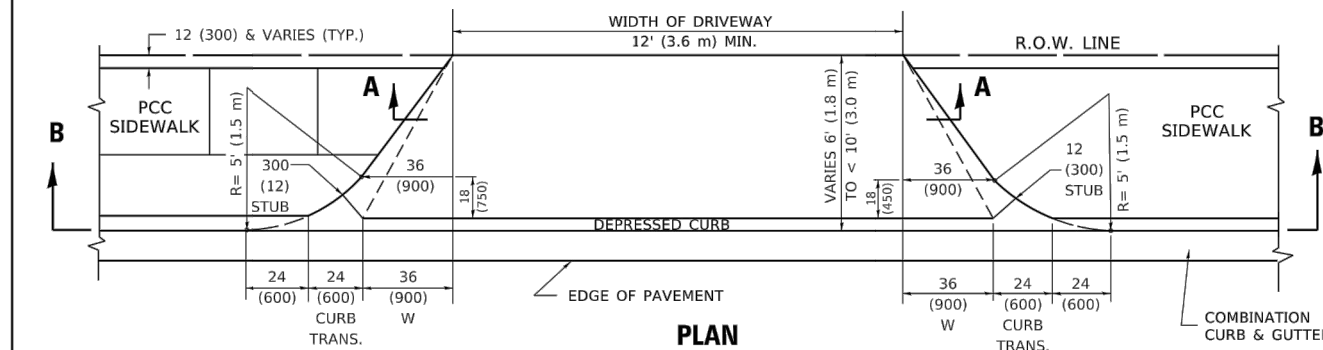 12 (300) & VARIES (TYP.)
WIDTH OF DRIVEWAY
12' (3.6 m) MIN.
R.O.W. LINE
A
A
PCC
SIDEWALK
PCC
SIDEWALK
B
B
R= 5' (1.5 m)
300
(12)
STUB
36
(900)
18
(750)
VARIES 6' (1.8 m)
TO < 10' (3.0 m)
36
(900)
18
(450)
12
(300)
STUB
R= 5' (1.5 m)
DEPRESSED CURB
24
(600)
24
(600)
CURB
TRANS.
36
(900)
W
EDGE OF PAVEMENT
PLAN
36
(900)
W
24
(600)
CURB
TRANS.
24
(600)
COMBINATION
CURB & GUTTE